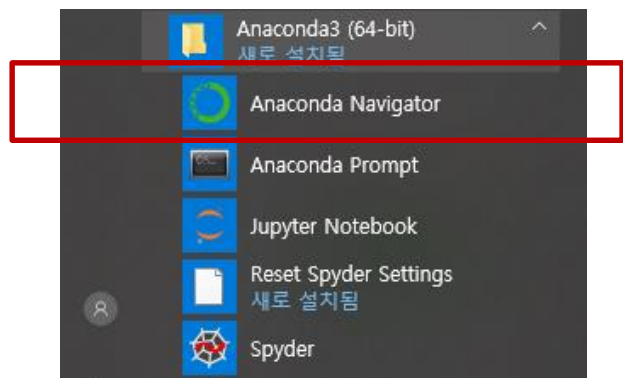 Anaconda3 (64-bit)
새로 설치됨
Anaconda Navigator
Anaconda Prompt
Jupyter Notebook
Reset Spyder Settings
새로 설치됨
Spyder